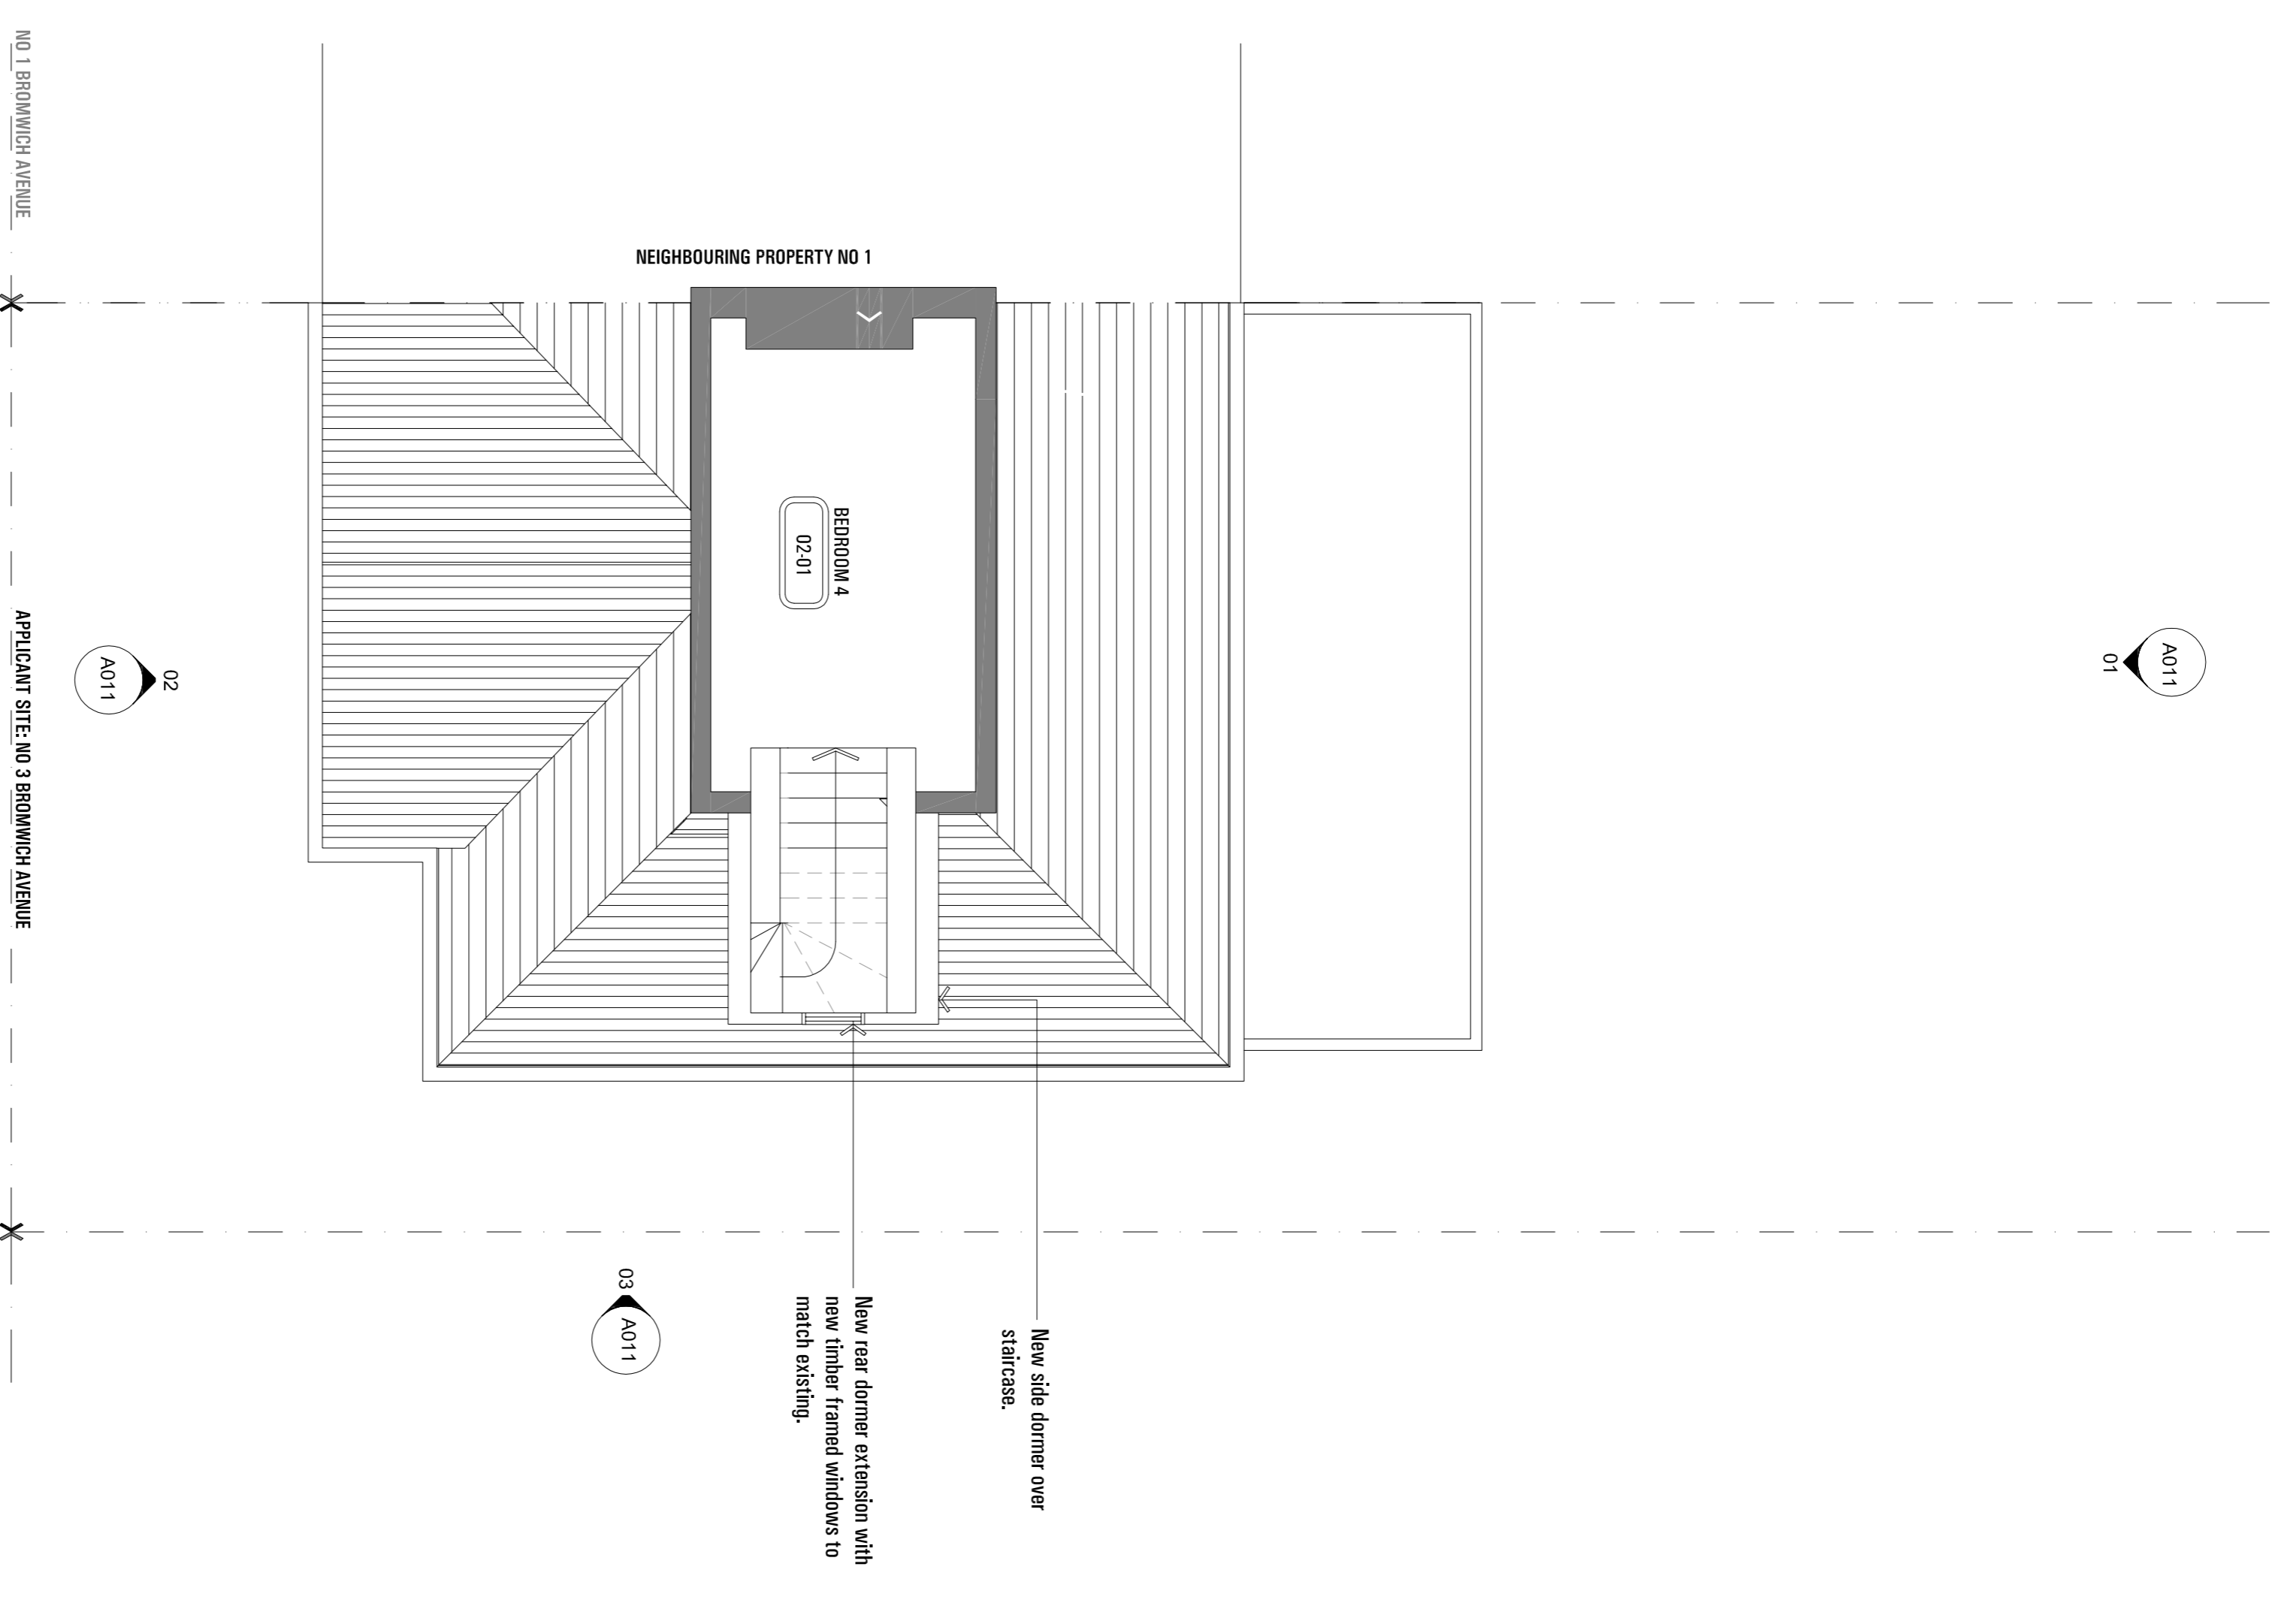 NO 1 BROMWICH AVENUE
NEIGHBOURING PROPERTY NO 1
BEDROOM 4
02-01
APPLICANT SITE: NO 3 BROMWICH AVENUE
02
A011
A011
01
03
A011
New side dormer over
staircase.
New rear dormer extension with
new timber framed windows to
match existing.